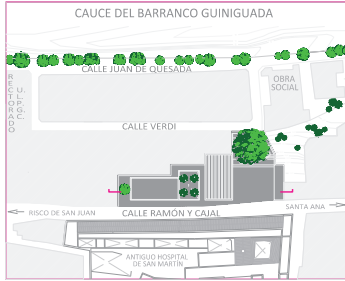 CAUCE DEL BARRANCO GUINIGUADA
CALLE JUAN DE QUESADA
RECTORADO
U.L.P.G.C.
OBRA
SOCIAL
CALLE VERDI
RISCO DE SAN JUAN
CALLE RAMÓN Y CAJAL
SANTA ANA
ANTIGUO HOSPITAL
DE SAN MARTÍN